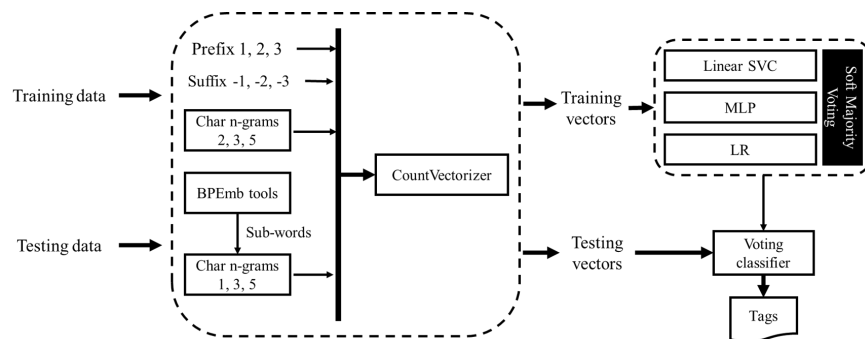 Training data
Testing data
Prefix 1, 2, 3
Suffix -1, -2, -3
Char n-grams
2, 3, 5
BPEmb tools
Sub-words
Char n-grams
1, 3, 5
CountVectorizer
Training
vectors
Testing
vectors
Linear SVC
MLP
LR
Soft Majority
Voting
Voting
classifier
Tags